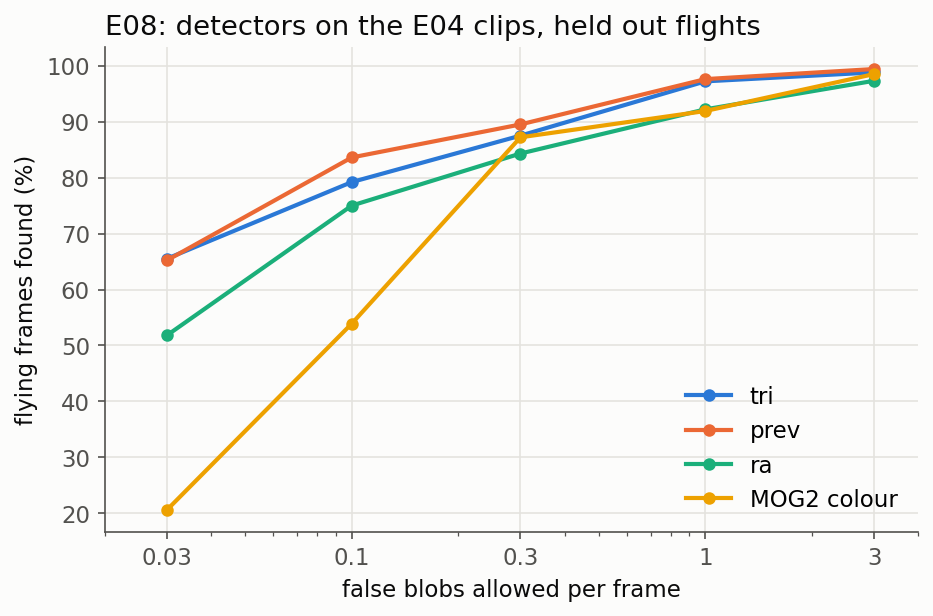 E08: detectors on the E04 clips, held out flights
flying frames found (%)
100
90
80
70
60
50
40
30
20
0.03
0.1
0.3
1
3
false blobs allowed per frame
tri
prev
ra
MOG2 colour